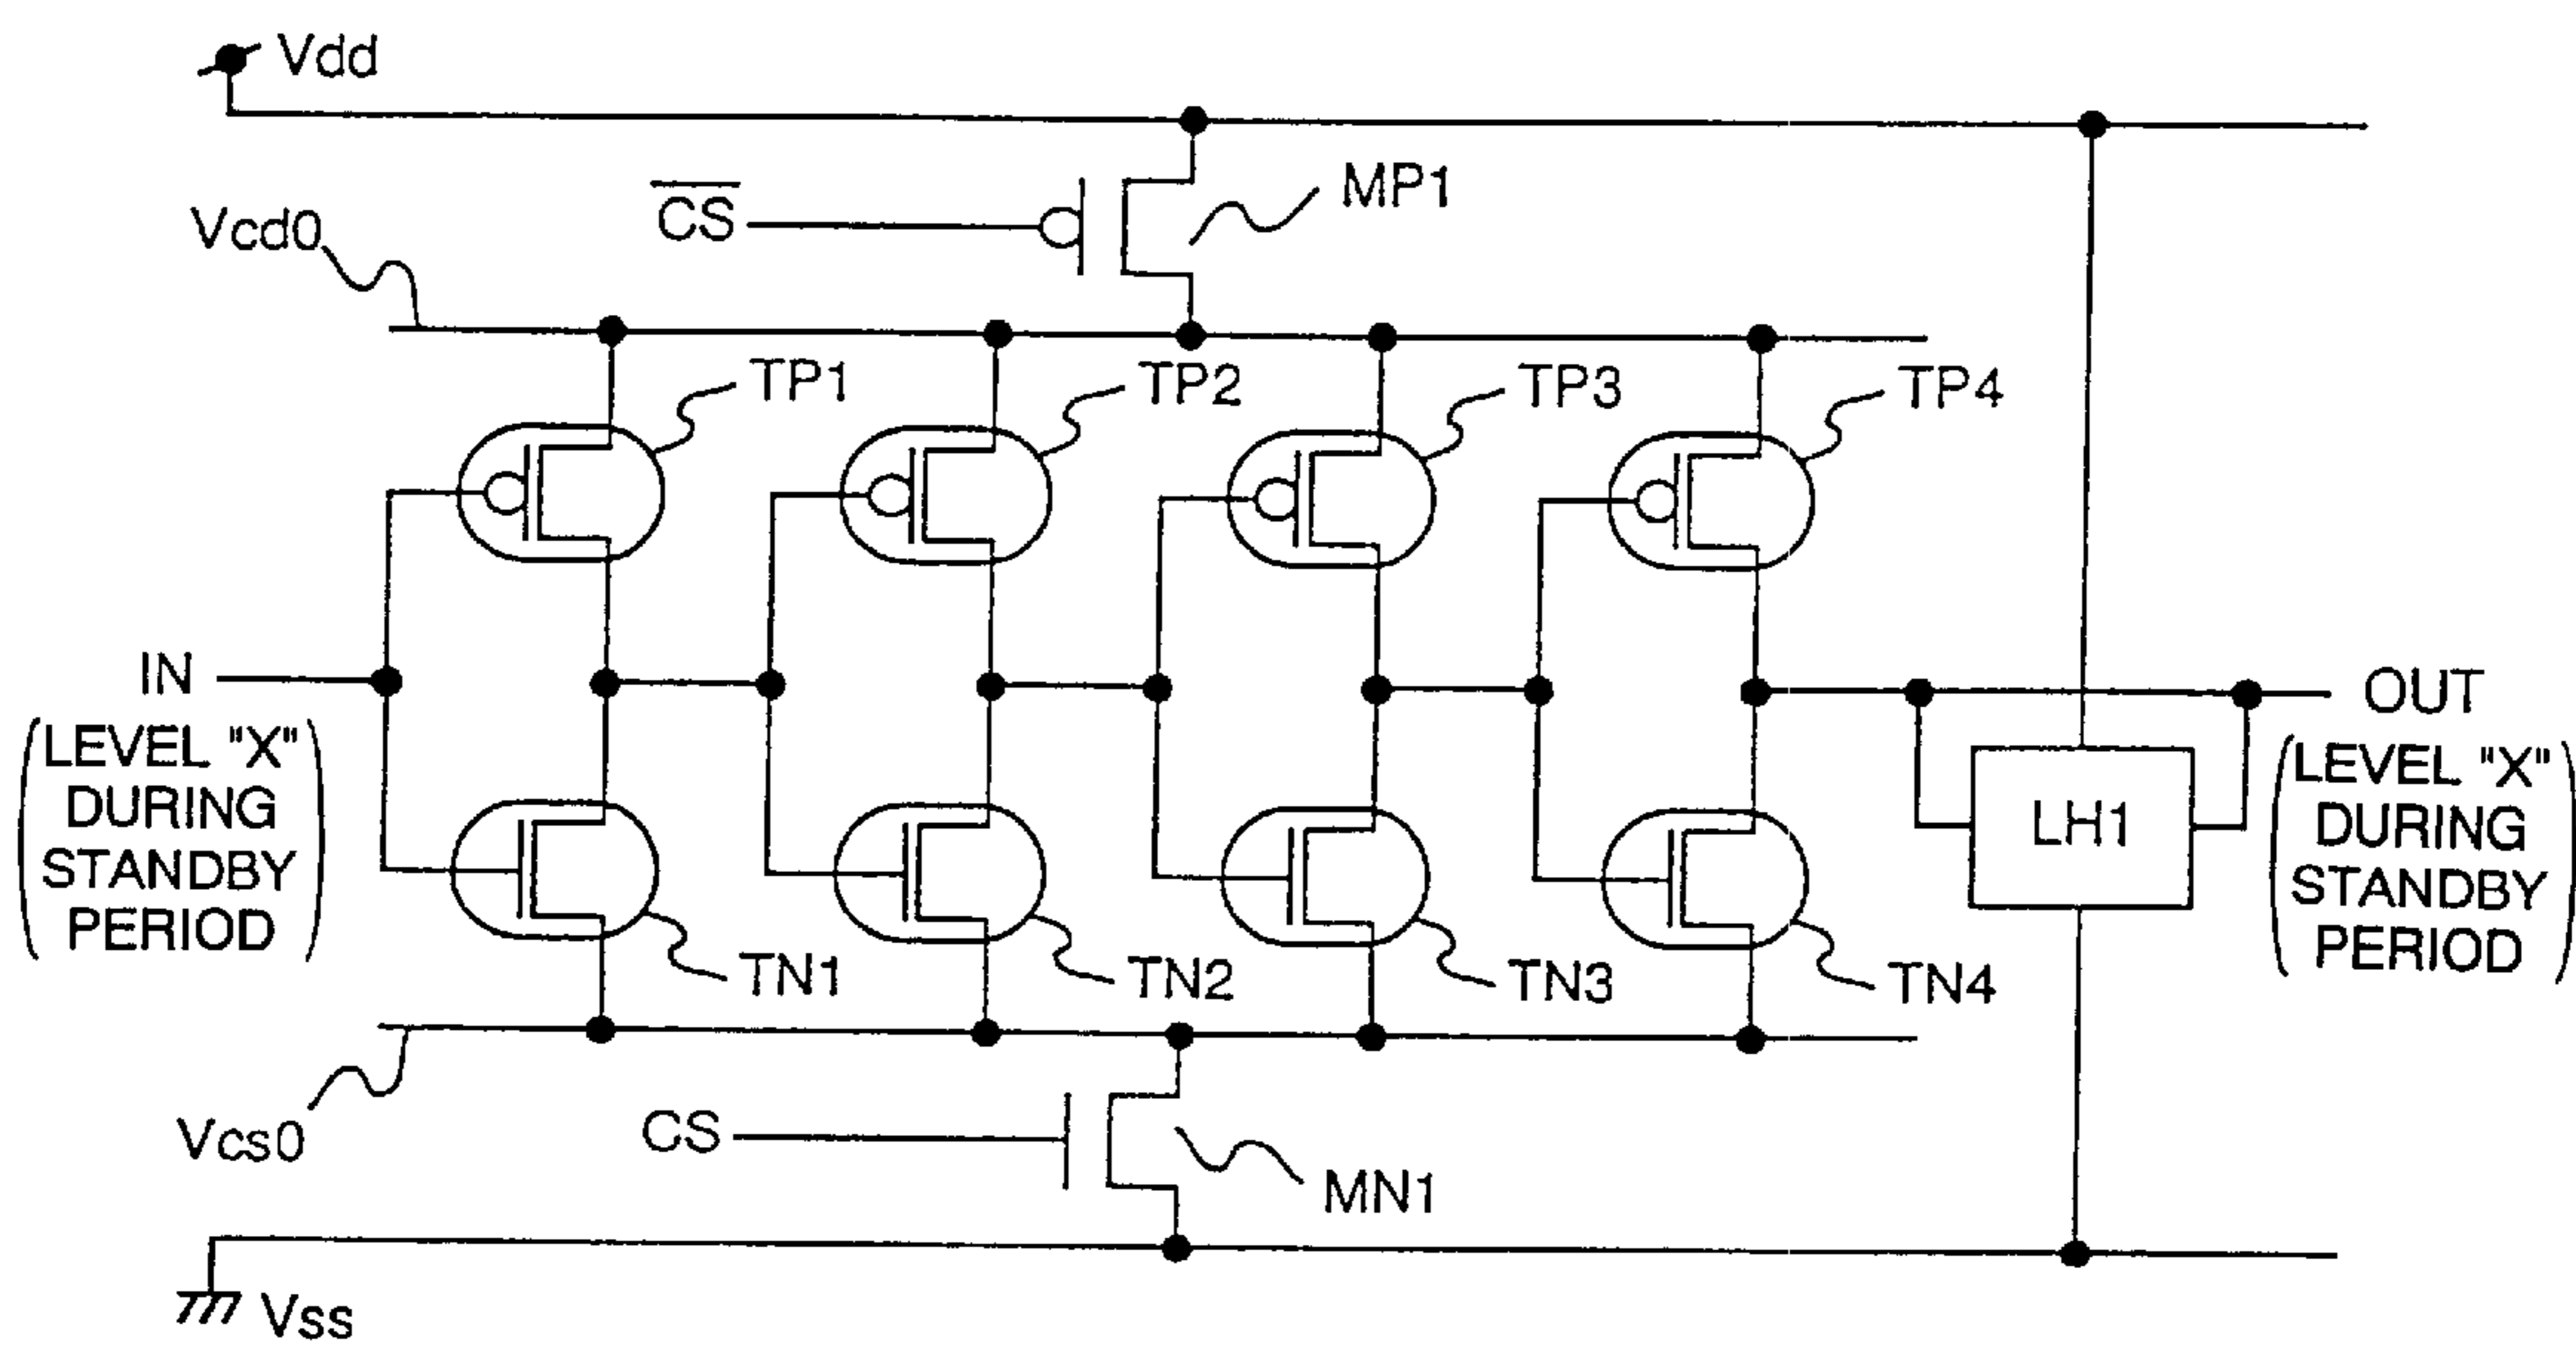 Vdd
MP1
C̅S̅
Vcd0
TP1
TP2
TP3
TP4
IN
(LEVEL "X"
DURING
STANDBY
PERIOD)
OUT
(LEVEL "X"
DURING
STANDBY
PERIOD)
LH1
TN1
TN2
TN3
TN4
Vcs0
CS
MN1
Vss